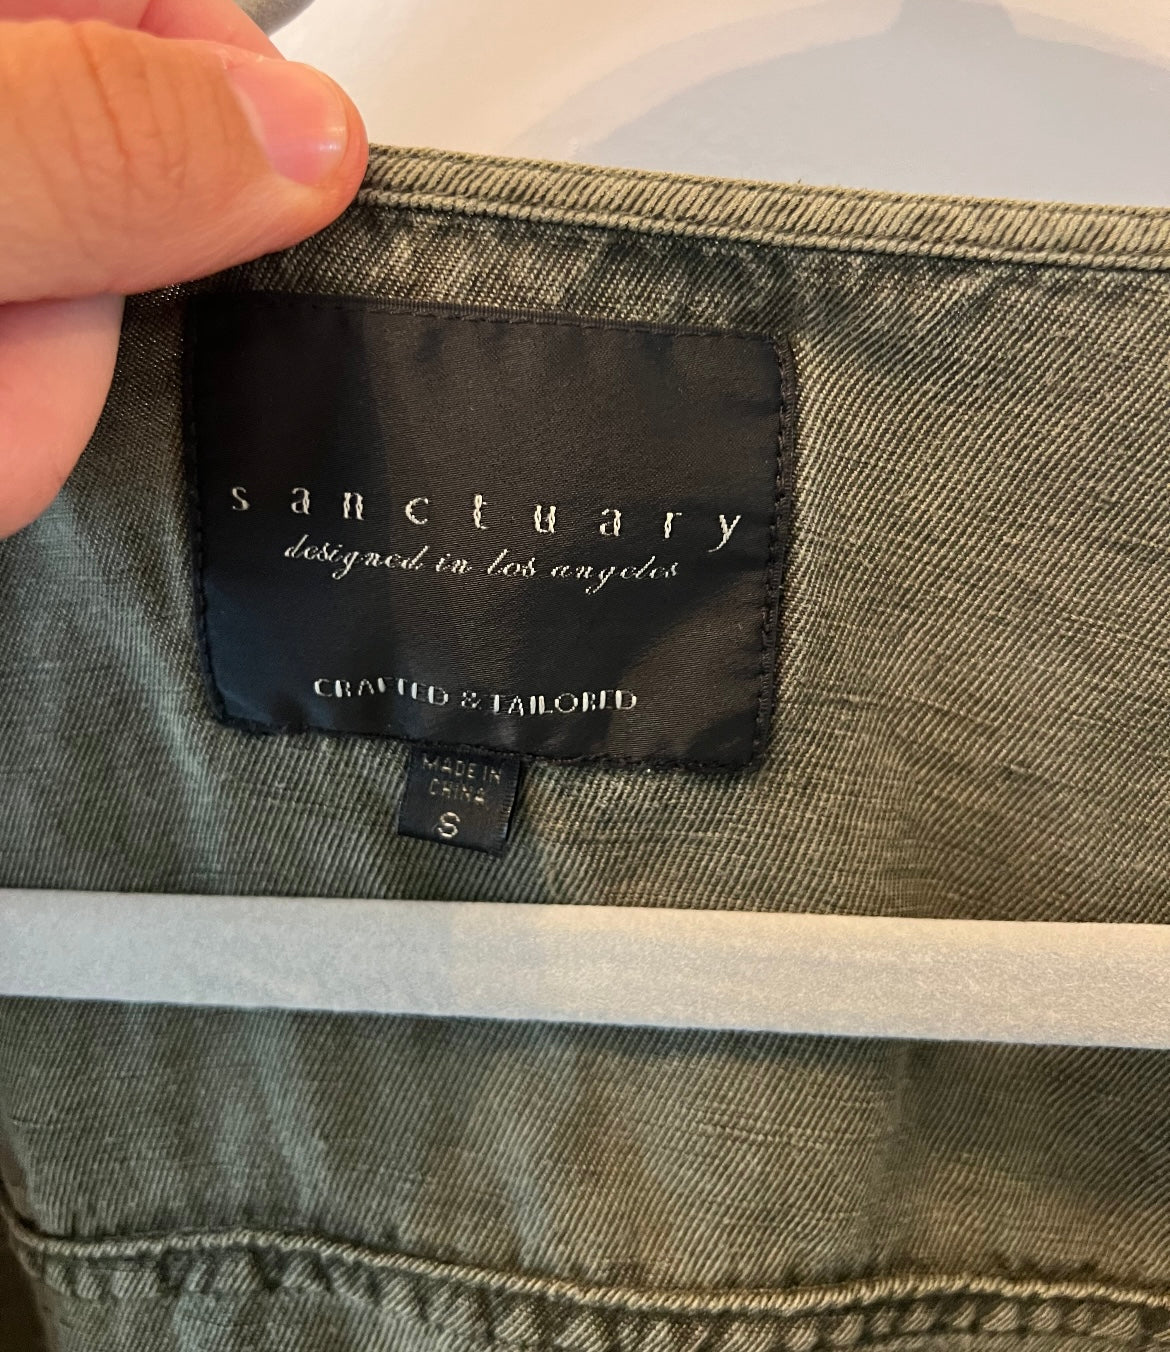 sanctuary
designed in los angeles
CRAFTED & TAILORED
MADE IN
CHINA
S